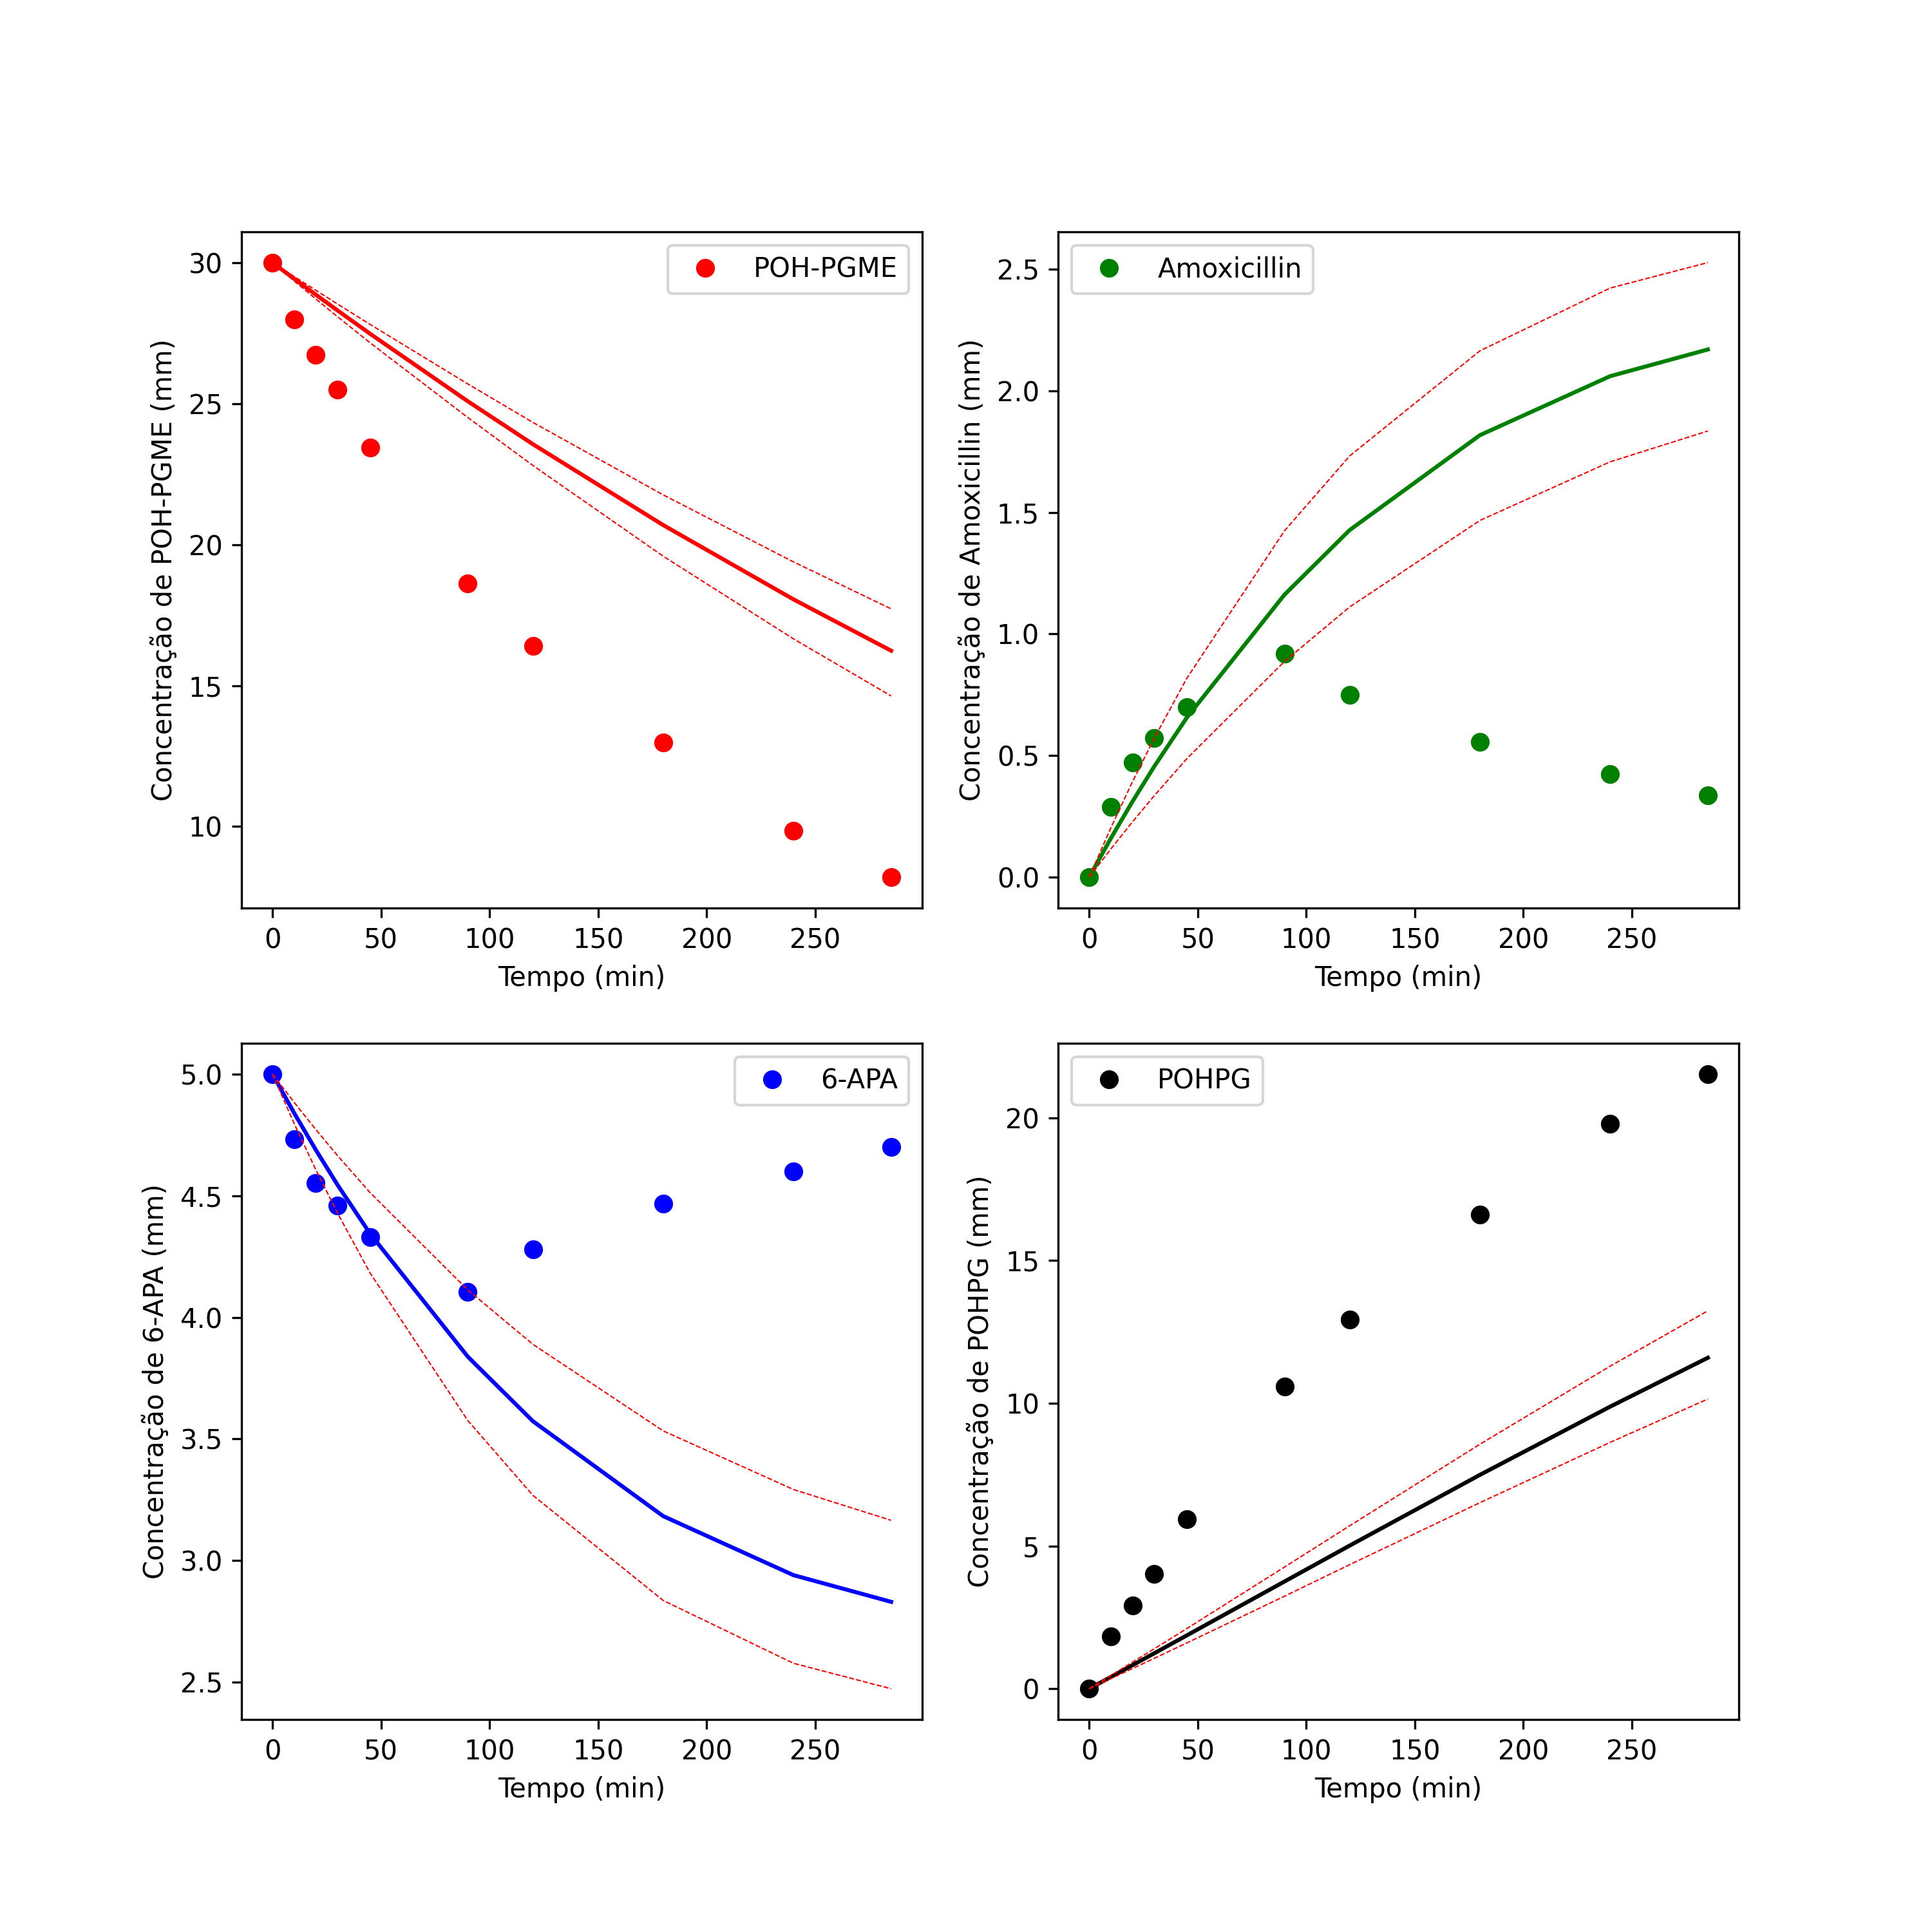 POH-PGME
30
25
20
15
10
Concentração de POH-PGME (mm)
0 50 100 150 200 250
Tempo (min)
Amoxicillin
2.5
2.0
1.5
1.0
0.5
0.0
Concentração de Amoxicillin (mm)
0 50 100 150 200 250
Tempo (min)
6-APA
5.0
4.5
4.0
3.5
3.0
2.5
Concentração de 6-APA (mm)
0 50 100 150 200 250
Tempo (min)
POHPG
20
15
10
5
0
Concentração de POHPG (mm)
0 50 100 150 200 250
Tempo (min)